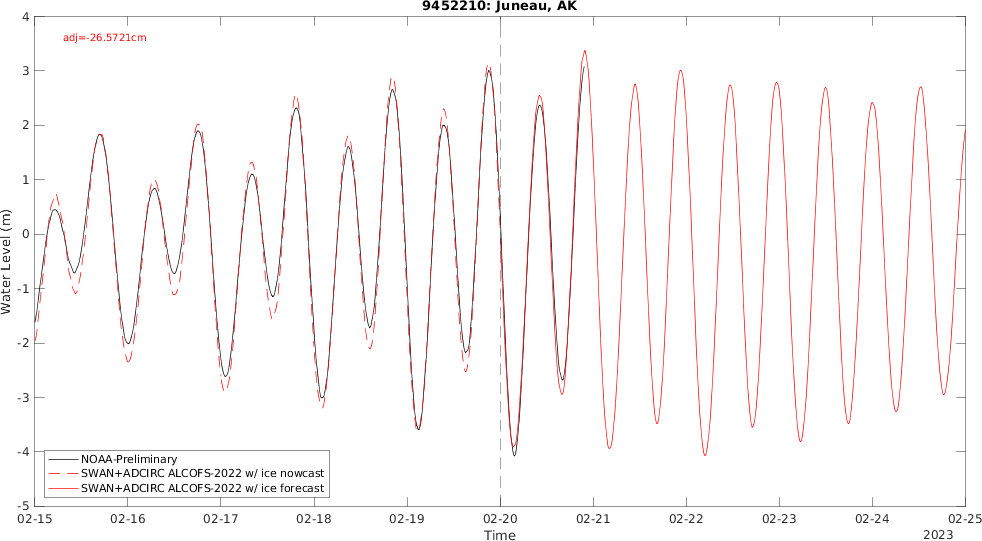 9452210: Juneau, AK
adj=-26.5721cm
4
3
2
1
0
-1
-2
-3
-4
-5
Water Level (m)
NOAA-Preliminary
SWAN+ADCIRC ALCOFS-2022 w/ ice nowcast
SWAN+ADCIRC ALCOFS-2022 w/ ice forecast
02-15 02-16 02-17 02-18 02-19 02-20 02-21 02-22 02-23 02-24 02-25
Time
2023